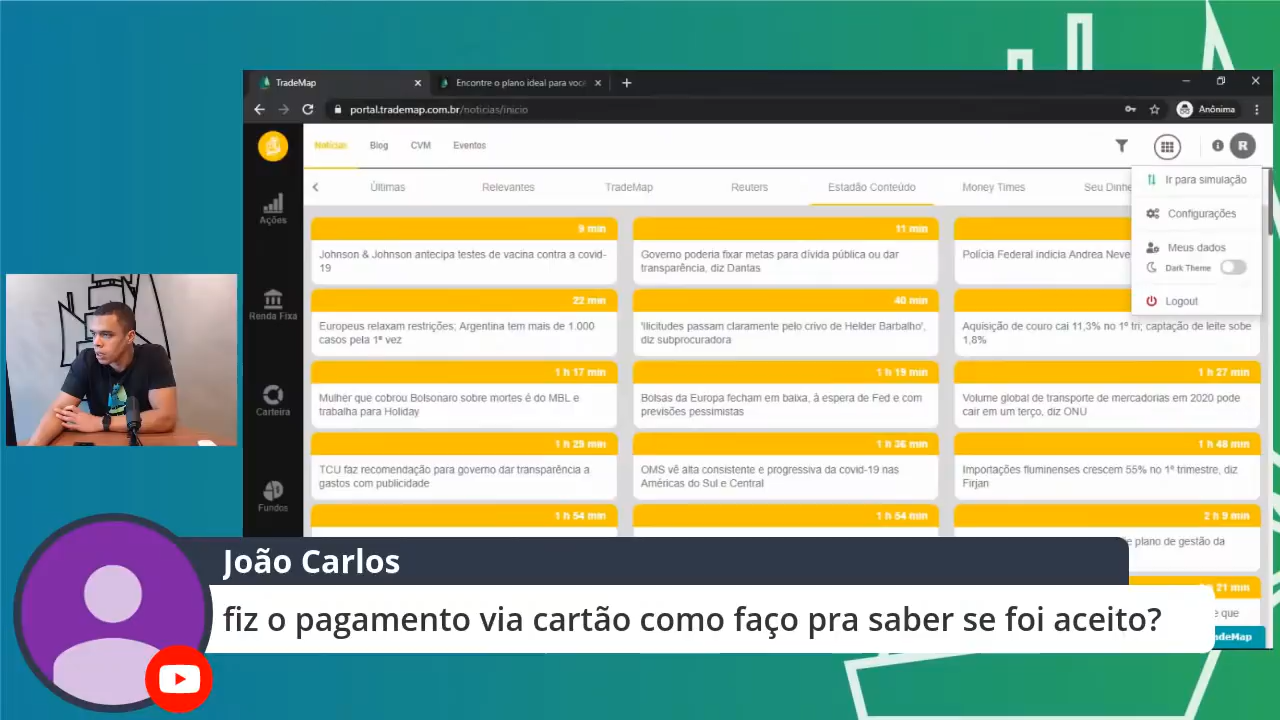 TradeMap
Encontre o plano ideal para voc
portal.trademap.com.br/noticias/inicio
Anônima
Notícias
Blog
CVM
Eventos
R
Ir para simulação
Configurações
Meus dados
Dark Theme
Logout
Últimas
Relevantes
TradeMap
Reuters
Estadão Conteúdo
Money Times
Seu Dinhe
Ações
Renda Fixa
Carteira
Fundos
9 min
Johnson & Johnson antecipa testes de vacina contra a covid-
19
11 min
Governo poderia fixar metas para dívida pública ou dar
transparência, diz Dantas
Polícia Federal indicia Andrea Neve
22 min
Europeus relaxam restrições; Argentina tem mais de 1.000
casos pela 1ª vez
40 min
'Ilicitudes passam claramente pelo crivo de Helder Barbalho',
diz subprocuradora
Aquisição de couro cai 11,3% no 1º tri; captação de leite sobe
1,8%
1 h 17 min
Mulher que cobrou Bolsonaro sobre mortes é do MBL e
trabalha para Holiday
1 h 19 min
Bolsas da Europa fecham em baixa, à espera de Fed e com
previsões pessimistas
1 h 27 min
Volume global de transporte de mercadorias em 2020 pode
cair em um terço, diz ONU
1 h 29 min
TCU faz recomendação para governo dar transparência a
gastos com publicidade
1 h 36 min
OMS vê alta consistente e progressiva da covid-19 nas
Américas do Sul e Central
1 h 48 min
Importações fluminenses crescem 55% no 1º trimestre, diz
Firjan
1 h 54 min
1 h 54 min
2 h 9 min
e plano de gestão da
21 min
e que
deMap
João Carlos
fiz o pagamento via cartão como faço pra saber se foi aceito?